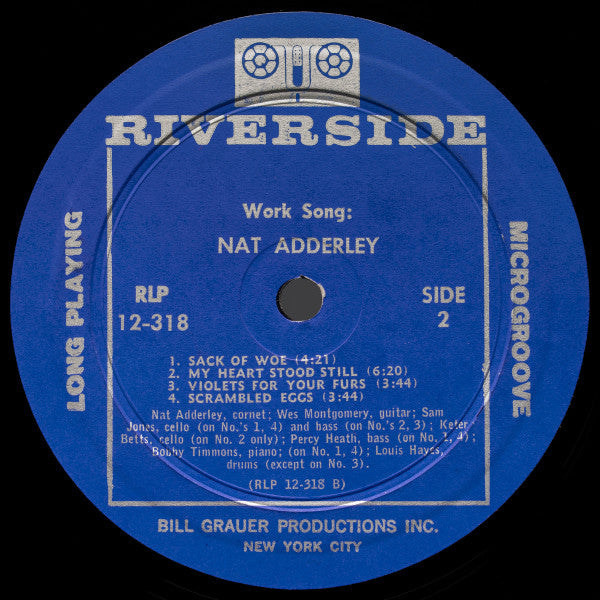 RIVERSIDE
LONG PLAYING
MICROGROOVE
Work Song:
NAT ADDERLEY
RLP
12-318
SIDE
2
1. SACK OF WOE (4:21)
2. MY HEART STOOD STILL (6:20)
3. VIOLETS FOR YOUR FURS (3:44)
4. SCRAMBLED EGGS (3:44)
Nat Adderley, cornet; Wes Montgomery, guitar; Sam
Jones, cello (on No.'s 1, 4) and bass (on No.'s 2, 3); Keter
Betts, cello (on No. 2 only); Percy Heath, bass (on No. 1, 4);
Bobby Timmons, piano; (on No. 1, 4); Louis Hayes,
drums (except on No. 3).
(RLP 12-318 B)
BILL GRAUER PRODUCTIONS INC.
NEW YORK CITY